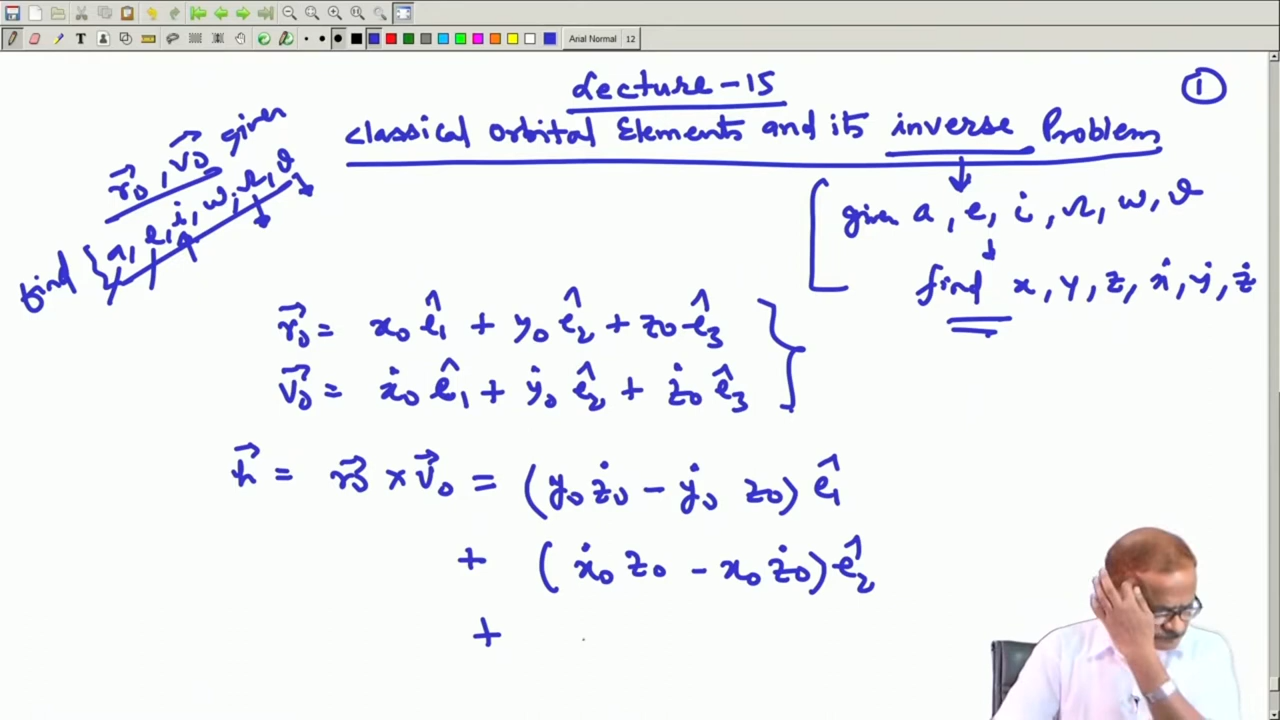 Arial Normal 12
Lecture-15
①
Classical orbital Elements and its inverse Problem
r⃗₀, v⃗₀ given
find { a, e, i, ω, Ω, θ
given a, e, i, Ω, ω, θ
find x, y, z, ẋ, ẏ, ż
r⃗₀ = x₀ ê₁ + y₀ ê₂ + z₀ ê₃
v⃗₀ = ẋ₀ ê₁ + ẏ₀ ê₂ + ż₀ ê₃
h⃗ = r⃗₀ × v⃗₀ = (y₀ ż₀ - ẏ₀ z₀) ê₁
+ (ẋ₀ z₀ - x₀ ż₀) ê₂
+